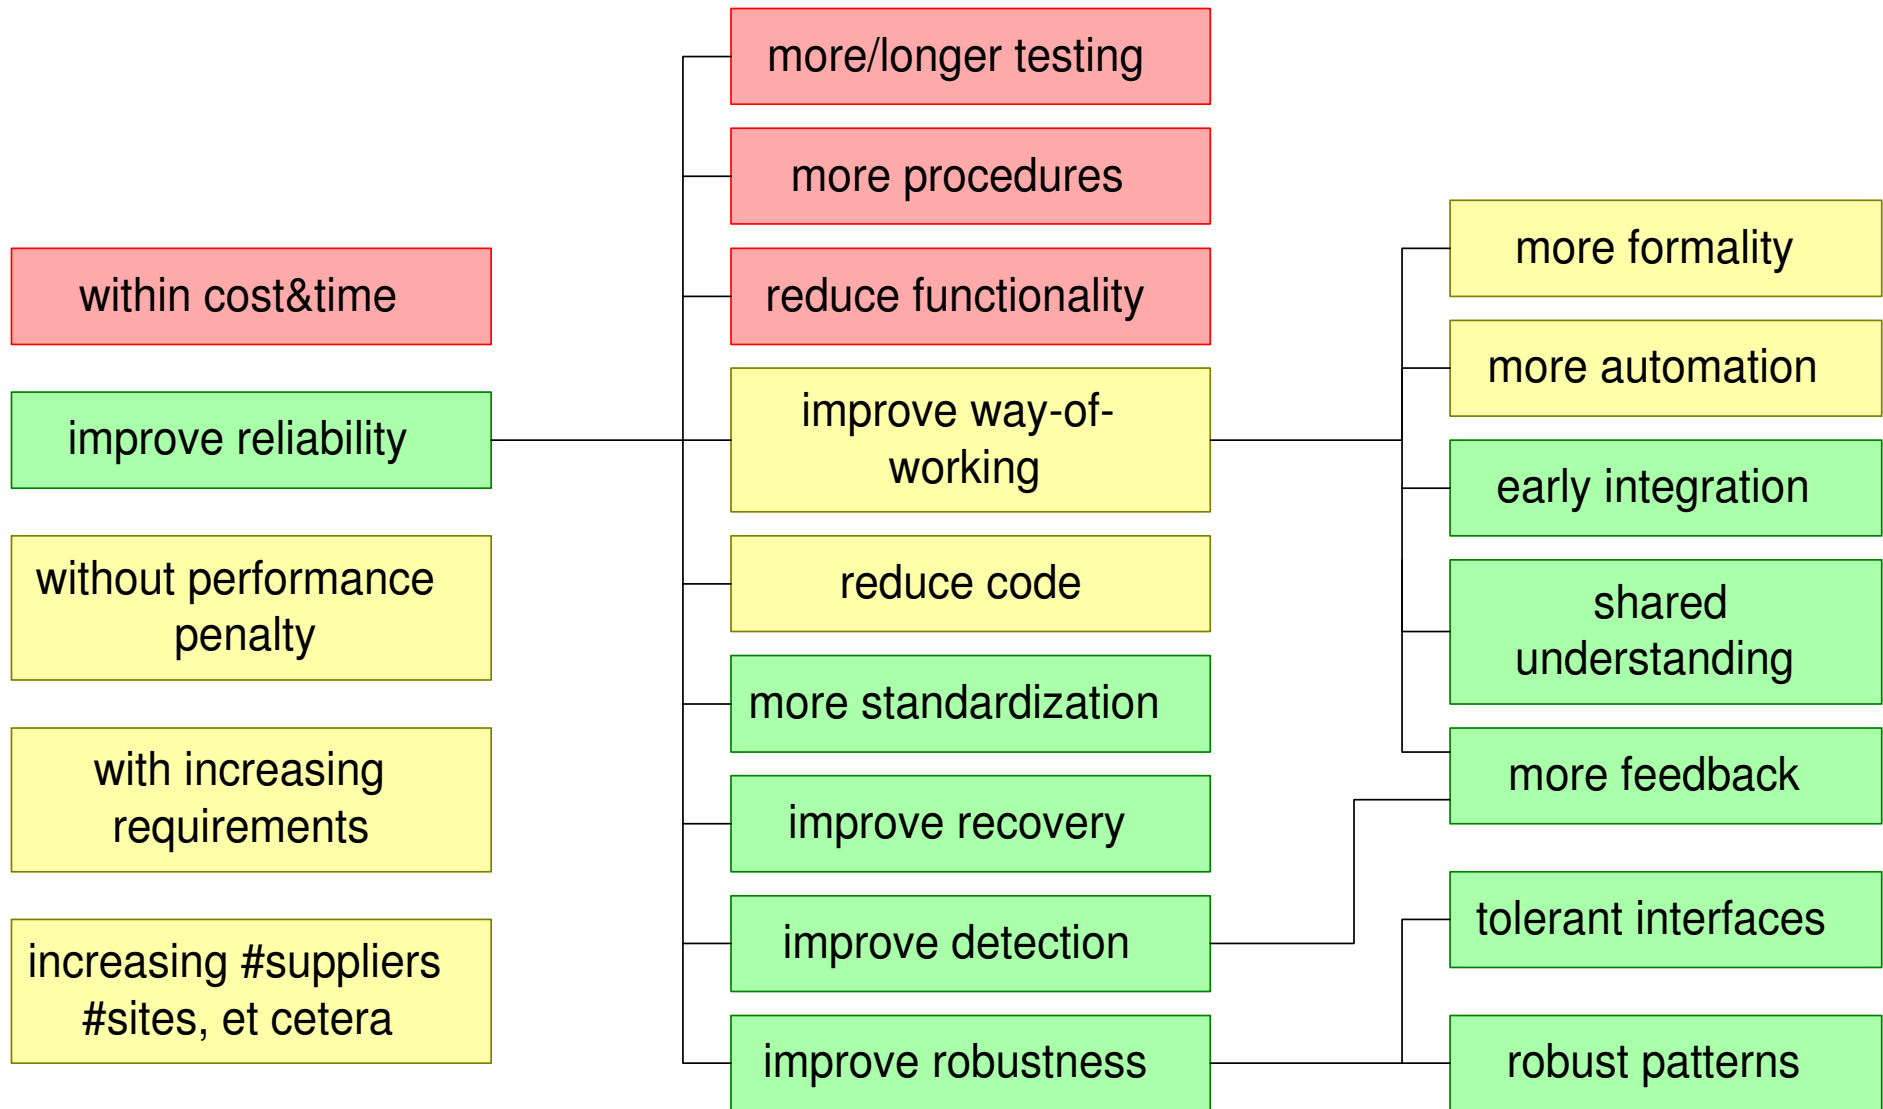 within cost&time
improve reliability
without performance
penalty
with increasing
requirements
increasing #suppliers
#sites, et cetera
more/longer testing
more procedures
reduce functionality
improve way-of-
working
reduce code
more standardization
improve recovery
improve detection
improve robustness
more formality
more automation
early integration
shared
understanding
more feedback
tolerant interfaces
robust patterns